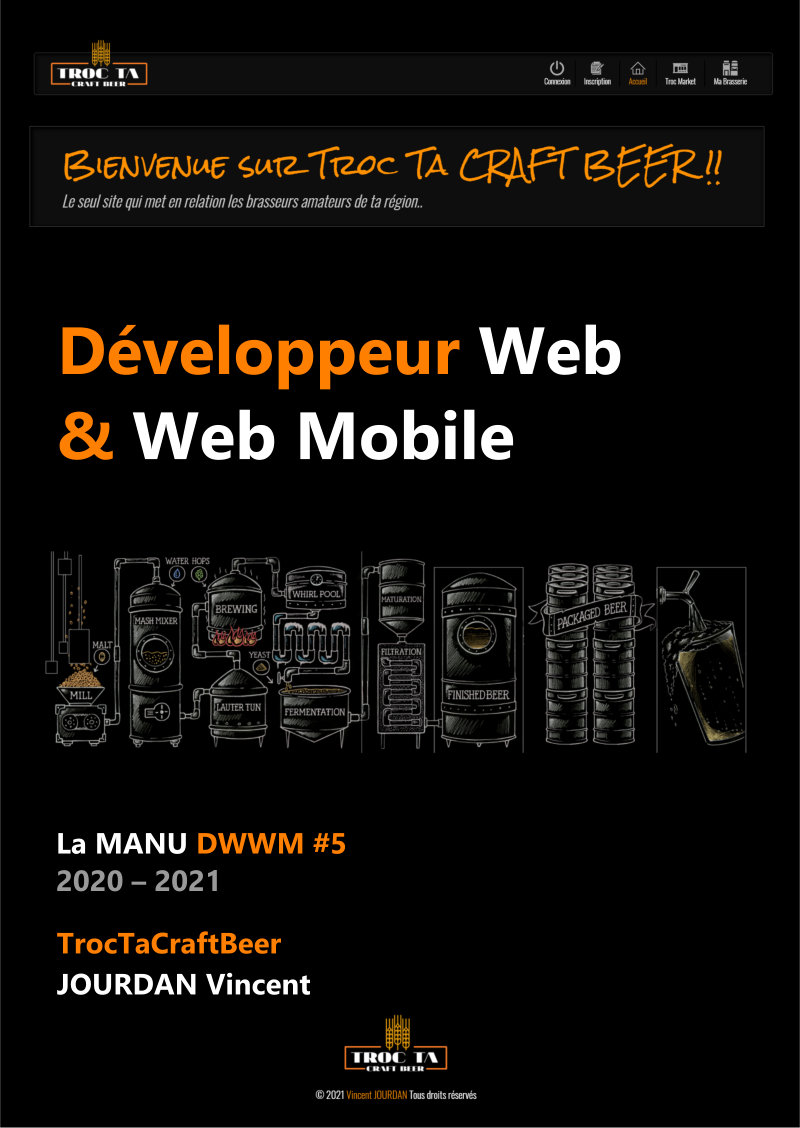 TROC TA
CRAFT BEER
Connexion
Inscription
Accueil
Troc Market
Ma Brasserie
Bienvenue sur Troc Ta CRAFT BEER !!
Le seul site qui met en relation les brasseurs amateurs de ta région..
Développeur Web
& Web Mobile
WATER HOPS
MALT
MILL
MASH MIXER
BREWING
LAUTER TUN
YEAST
WHIRL POOL
FERMENTATION
MATURATION
FILTRATION
FINISHED BEER
PACKAGED BEER
La MANU DWWM #5
2020 – 2021
TrocTaCraftBeer
JOURDAN Vincent
TROC TA
CRAFT BEER
© 2021 Vincent JOURDAN Tous droits réservés